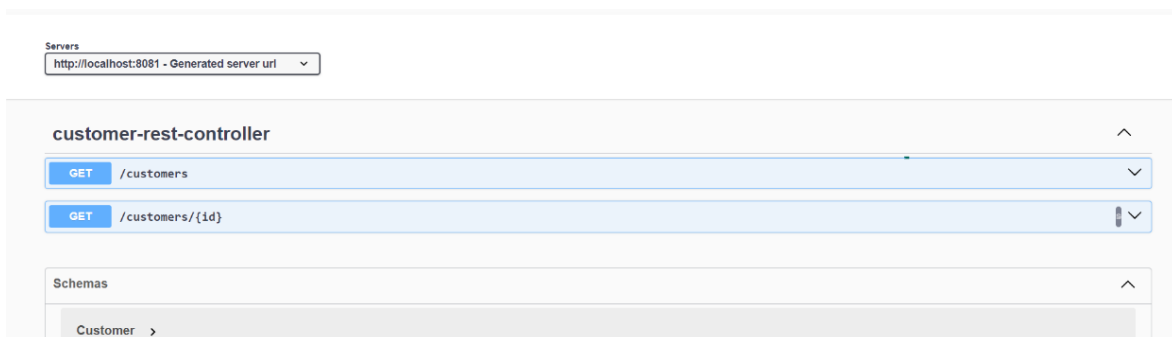 Servers
http://localhost:8081 - Generated server url
customer-rest-controller
GET /customers
GET /customers/{id}
Schemas
Customer